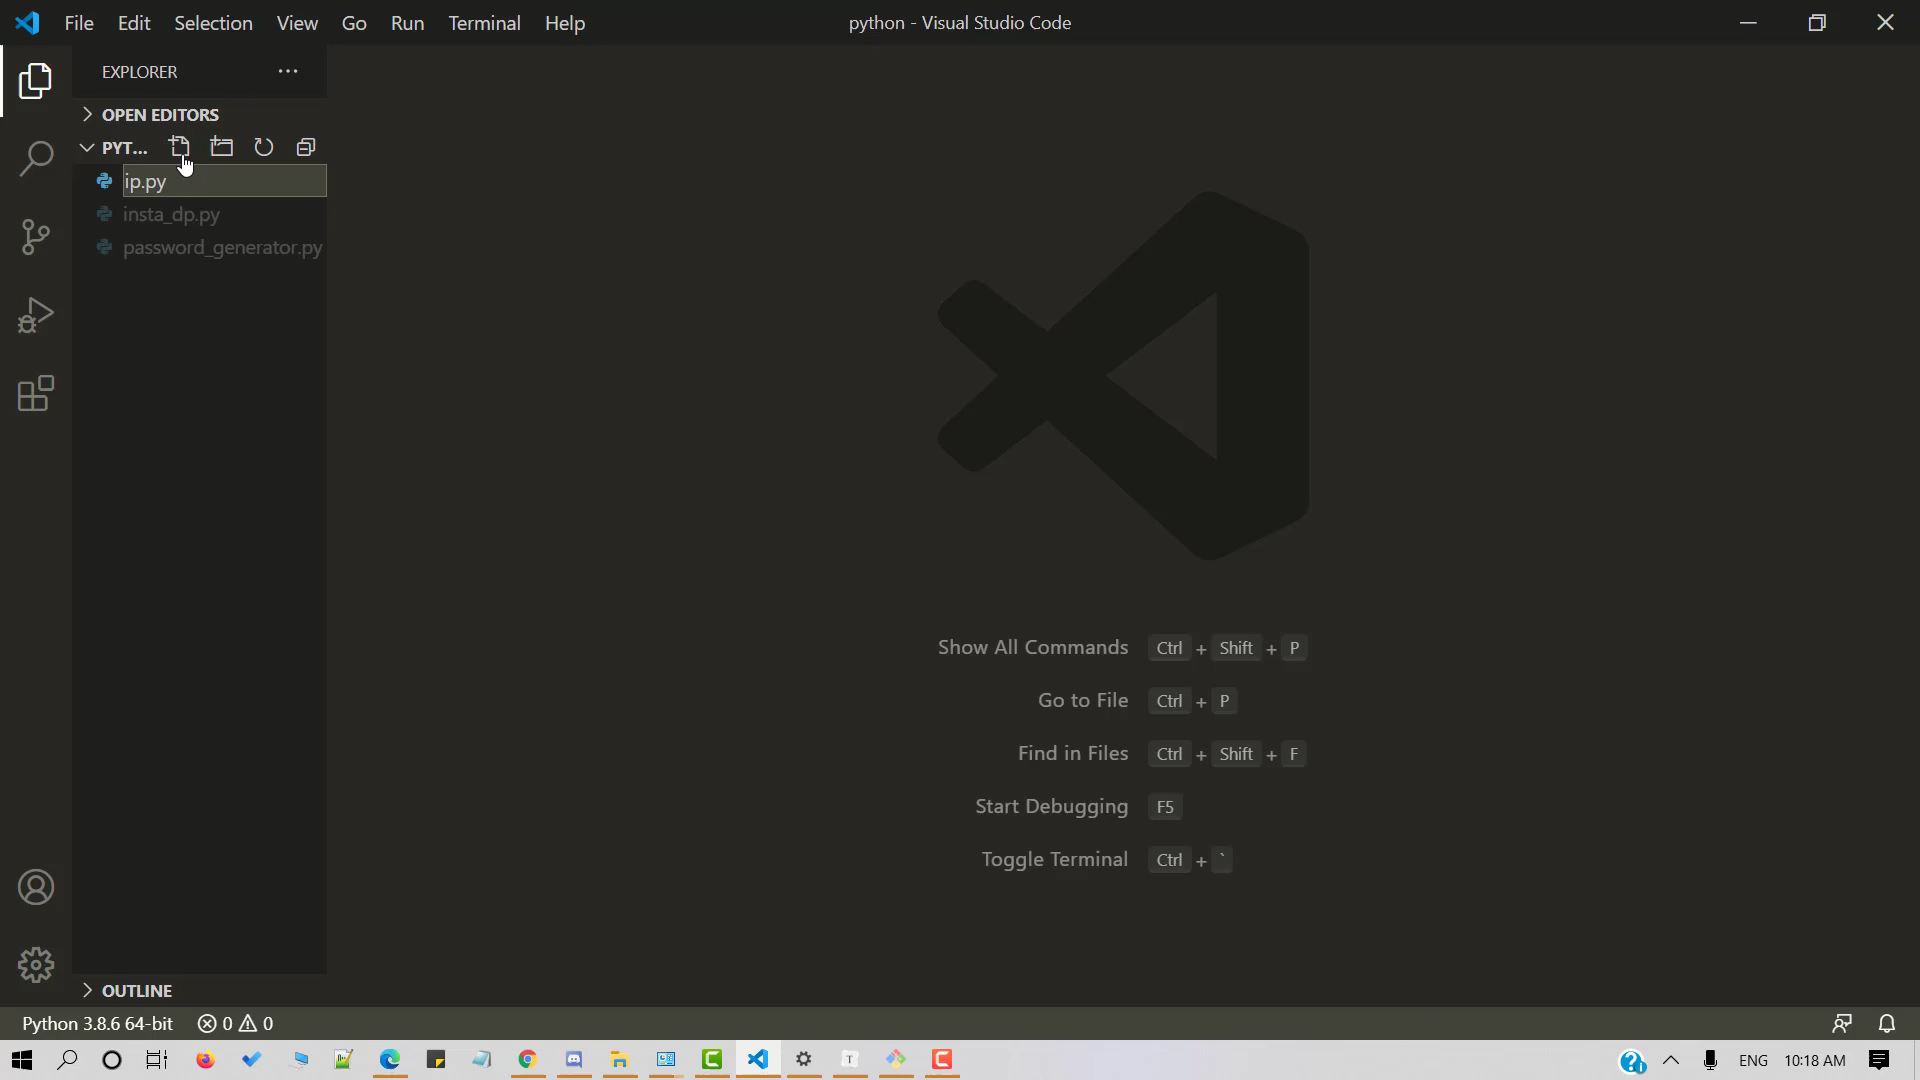 File Edit Selection View Go Run Terminal Help python - Visual Studio Code
EXPLORER
OPEN EDITORS
PYT...
ip.py
insta_dp.py
password_generator.py
Show All Commands Ctrl + Shift + P
Go to File Ctrl + P
Find in Files Ctrl + Shift + F
Start Debugging F5
Toggle Terminal Ctrl + `
OUTLINE
Python 3.8.6 64-bit 0 0
ENG 10:18 AM